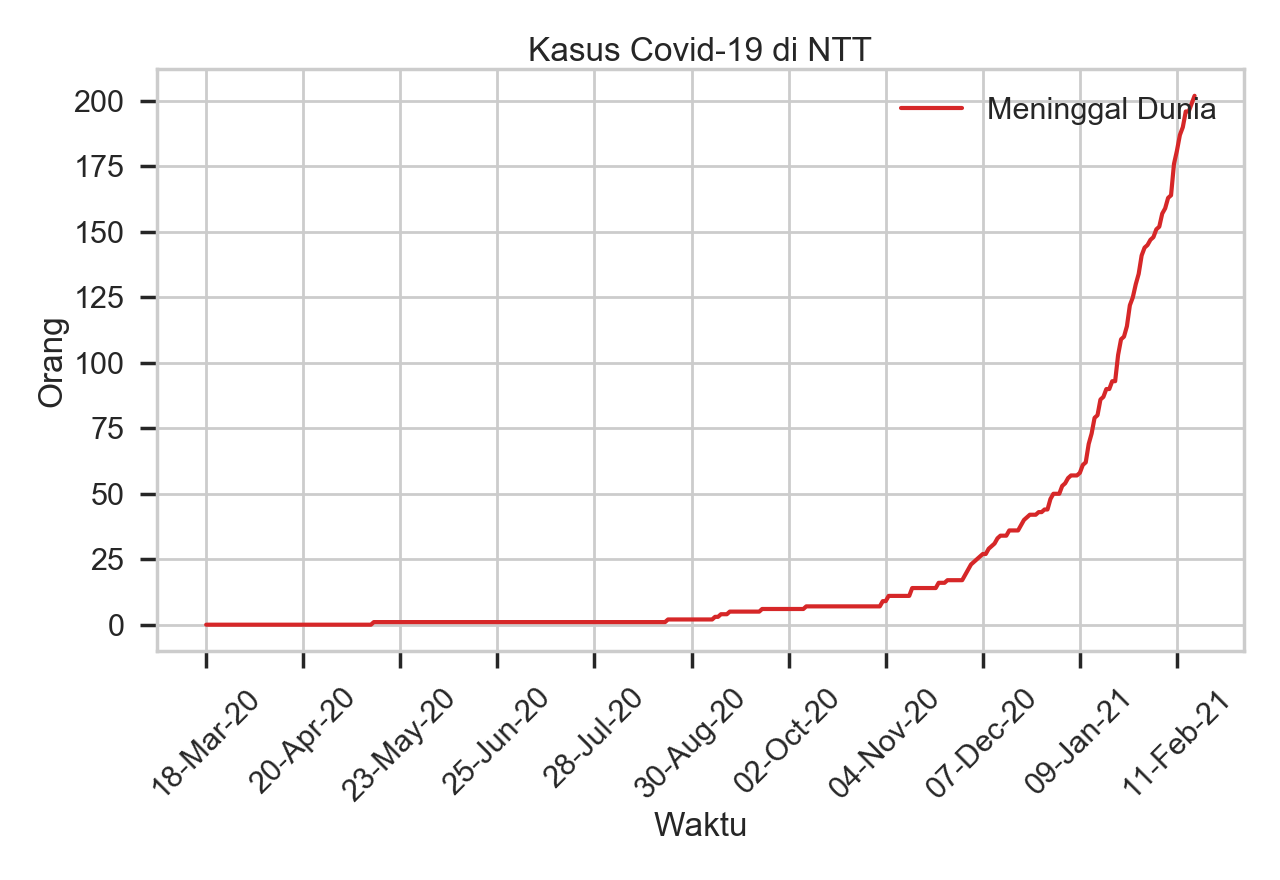 Kasus Covid-19 di NTT
Meninggal Dunia
200
175
150
125
100
75
50
25
0
Orang
18-Mar-20
20-Apr-20
23-May-20
25-Jun-20
28-Jul-20
30-Aug-20
02-Oct-20
04-Nov-20
07-Dec-20
09-Jan-21
11-Feb-21
Waktu